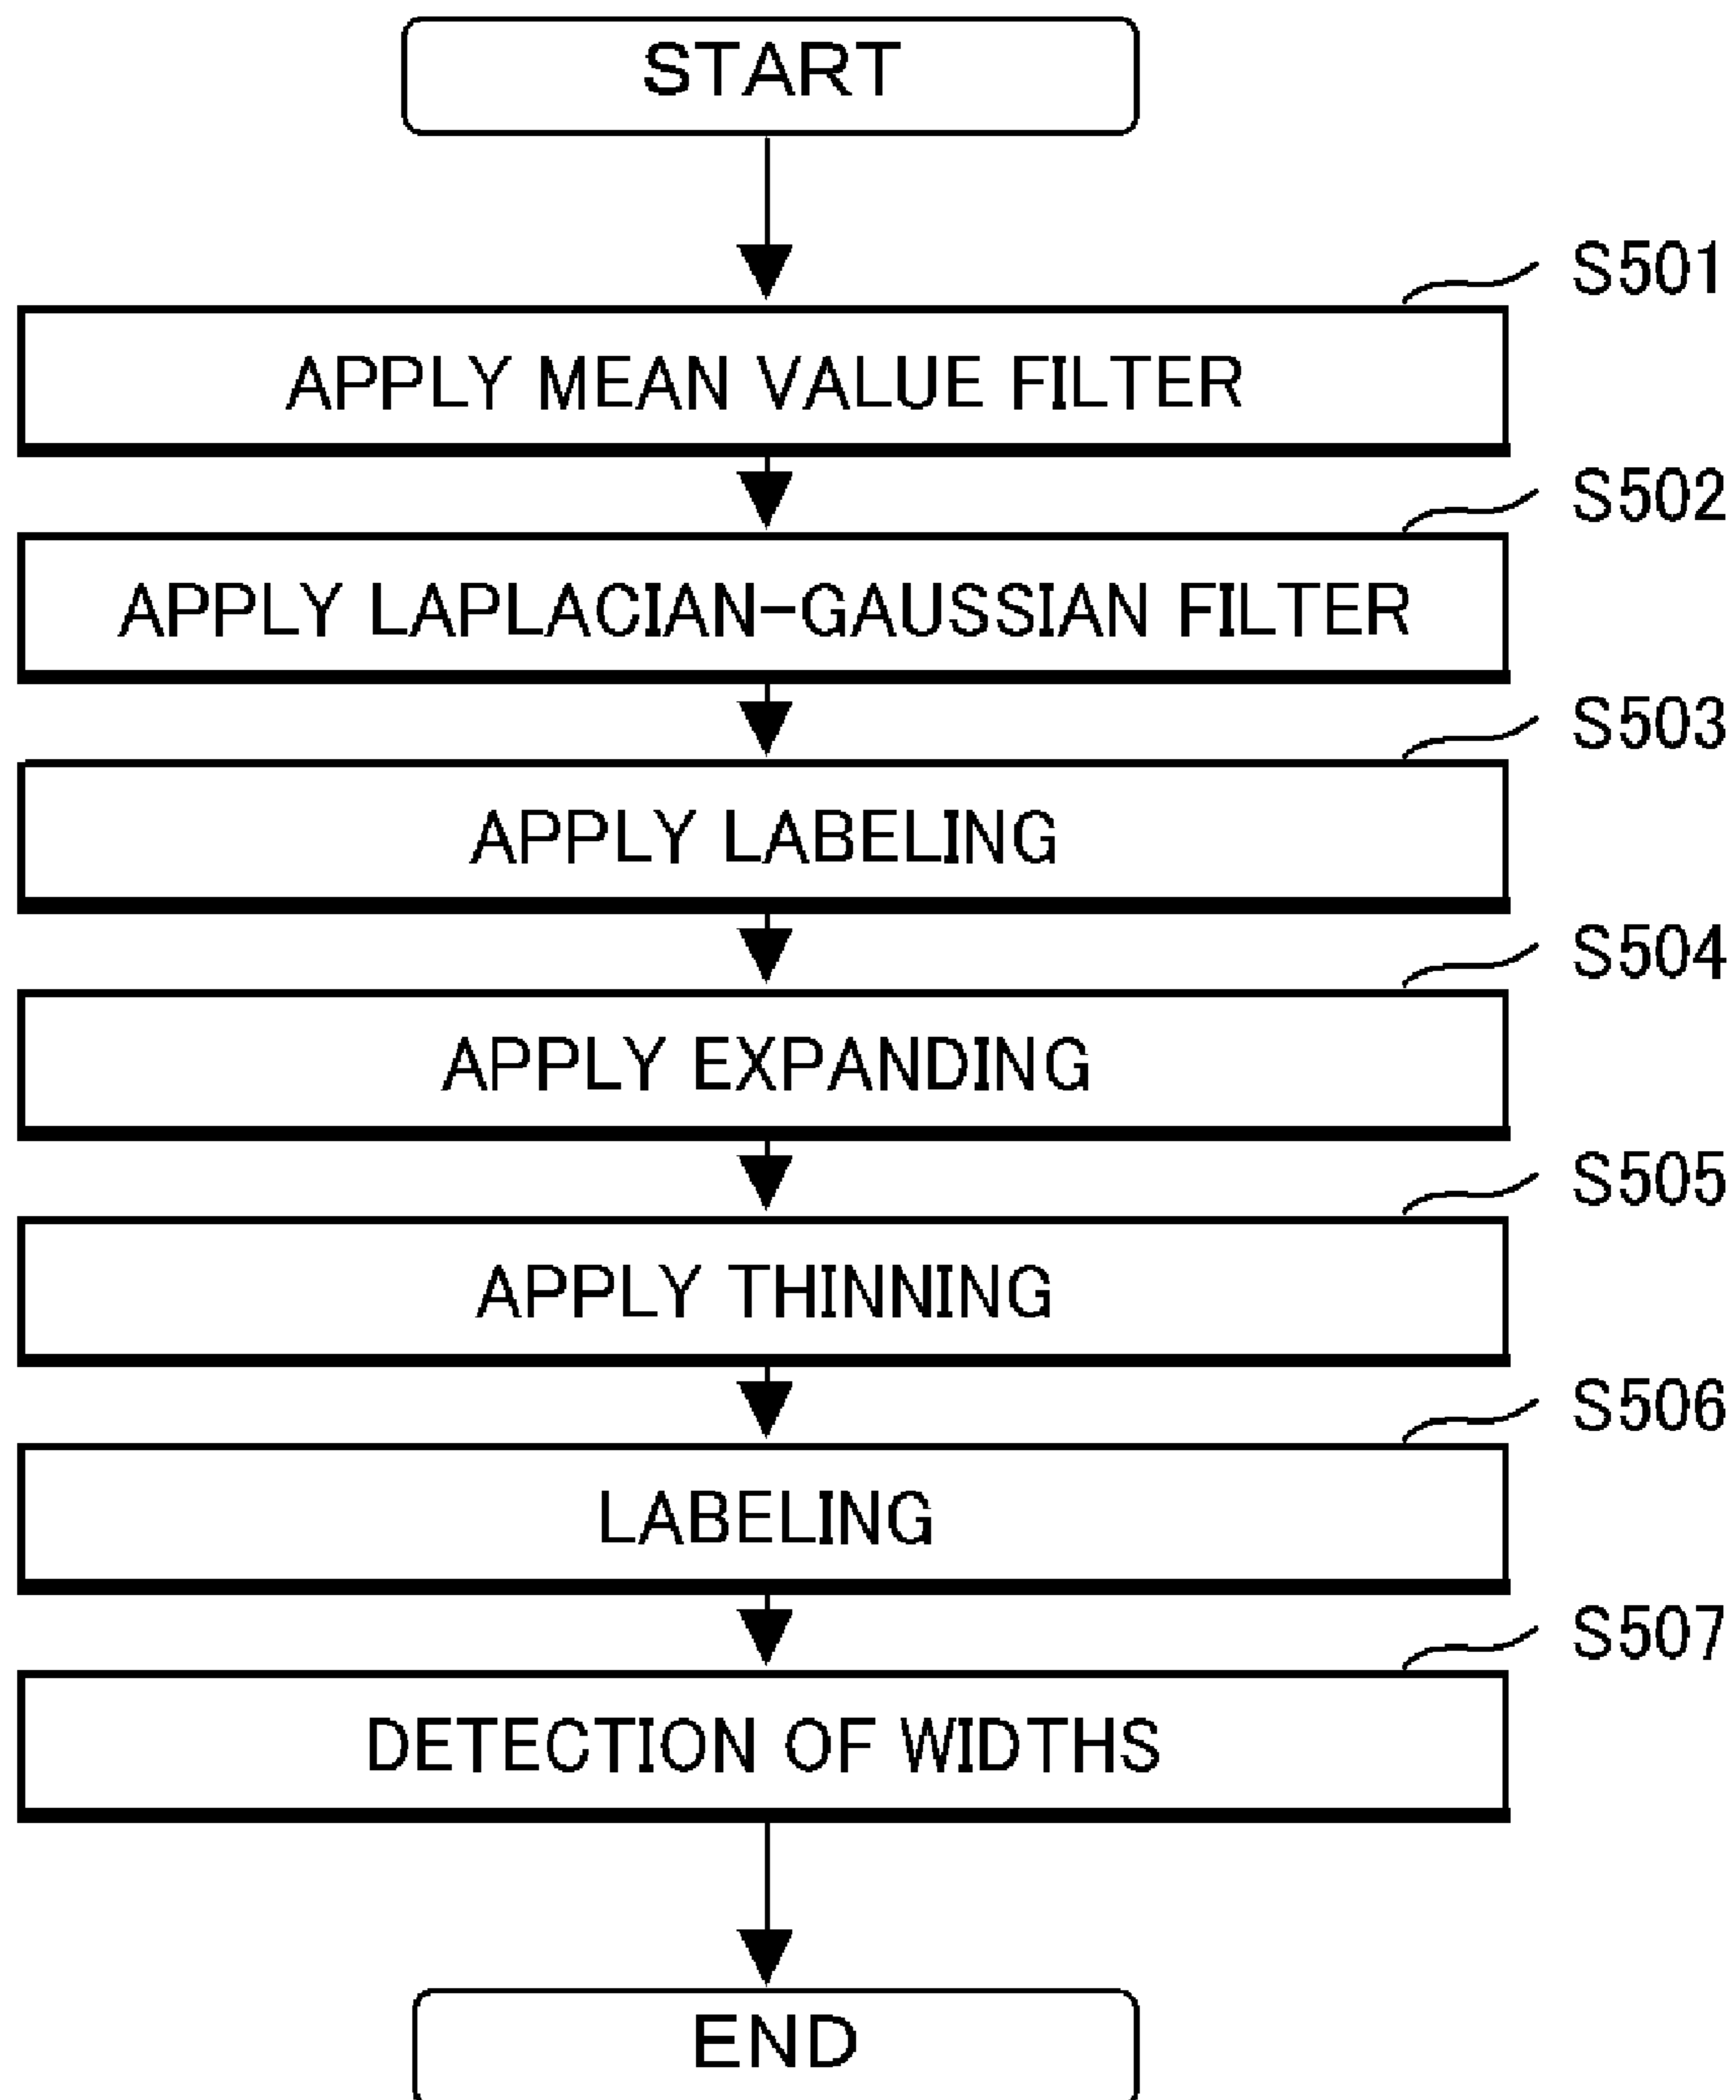 START
S501
APPLY MEAN VALUE FILTER
S502
APPLY LAPLACIAN-GAUSSIAN FILTER
S503
APPLY LABELING
S504
APPLY EXPANDING
S505
APPLY THINNING
S506
LABELING
S507
DETECTION OF WIDTHS
END